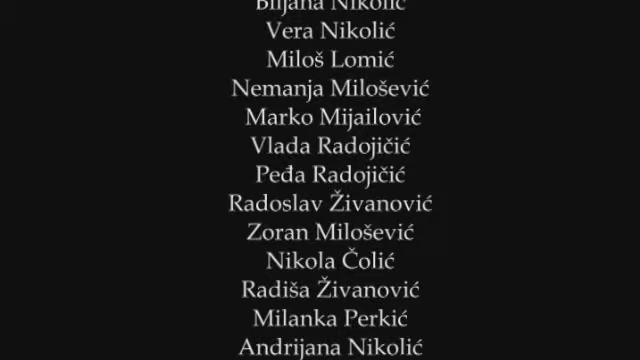 Biljana Nikolić
Vera Nikolić
Miloš Lomić
Nemanja Milošević
Marko Mijailović
Vlada Radojičić
Peđa Radojičić
Radoslav Živanović
Zoran Milošević
Nikola Čolić
Radiša Živanović
Milanka Perkić
Andrijana Nikolić